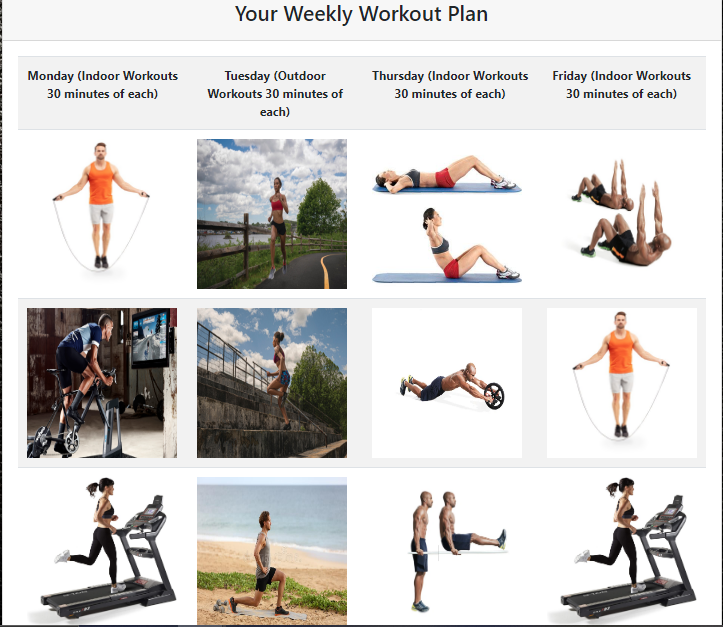 Your Weekly Workout Plan
Monday (Indoor Workouts
30 minutes of each)
Tuesday (Outdoor
Workouts 30 minutes of
each)
Thursday (Indoor Workouts
30 minutes of each)
Friday (Indoor Workouts
30 minutes of each)